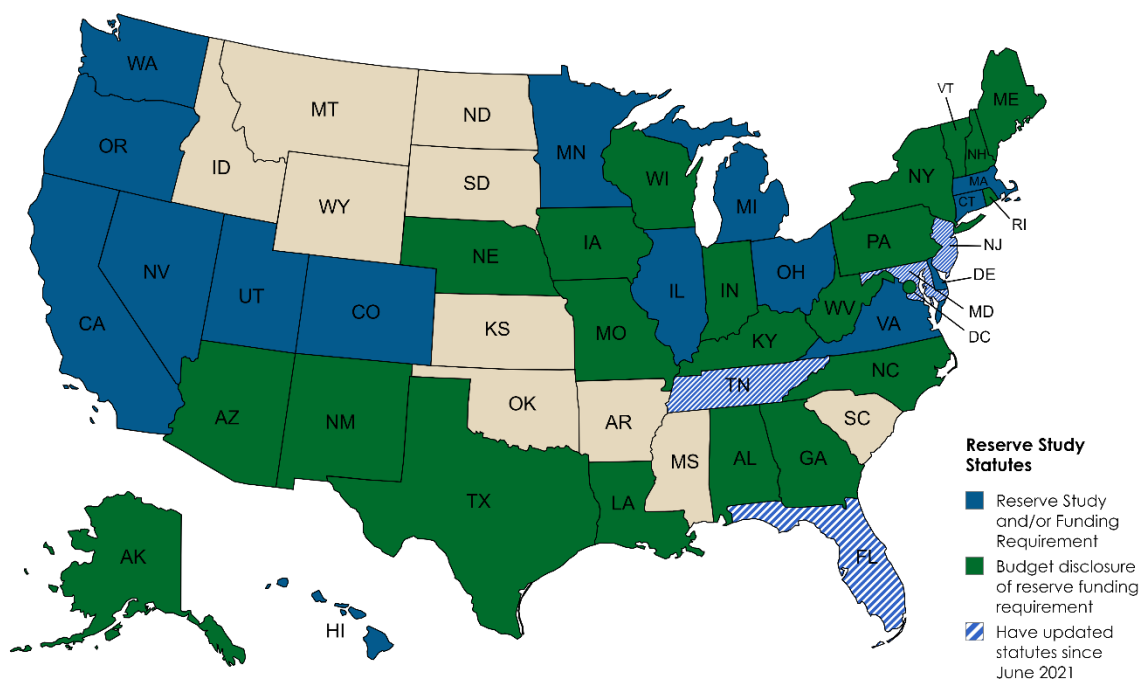 WA
MT
ND
VT
ME
OR
ID
MN
NH
SD
WI
NY
MA
WY
MI
CT
RI
IA
PA
NJ
NE
NV
OH
DE
UT
IL
IN
CO
WV
MD
CA
MO
VA
KS
KY
DC
NC
TN
OK
AZ
NM
AR
SC
MS
AL
GA
TX
LA
AK
FL
HI
Reserve Study
Statutes
Reserve Study
and/or Funding
Requirement
Budget disclosure
of reserve funding
requirement
Have updated
statutes since
June 2021